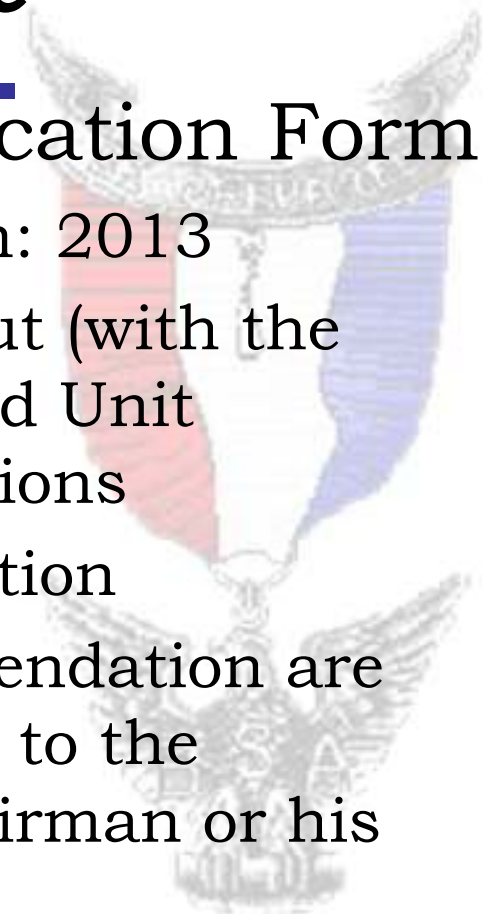 cation Form
n: 2013
ut (with the
d Unit
ions
tion
endation are
to the
irman or his